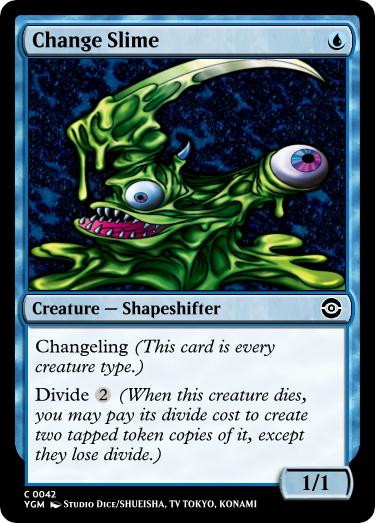 Change Slime
Creature — Shapeshifter
Changeling (This card is every
creature type.)
Divide 2 (When this creature dies,
you may pay its divide cost to create
two tapped token copies of it, except
they lose divide.)
1/1
C 0042
YGM Studio Dice/SHUEISHA, TV TOKYO, KONAMI